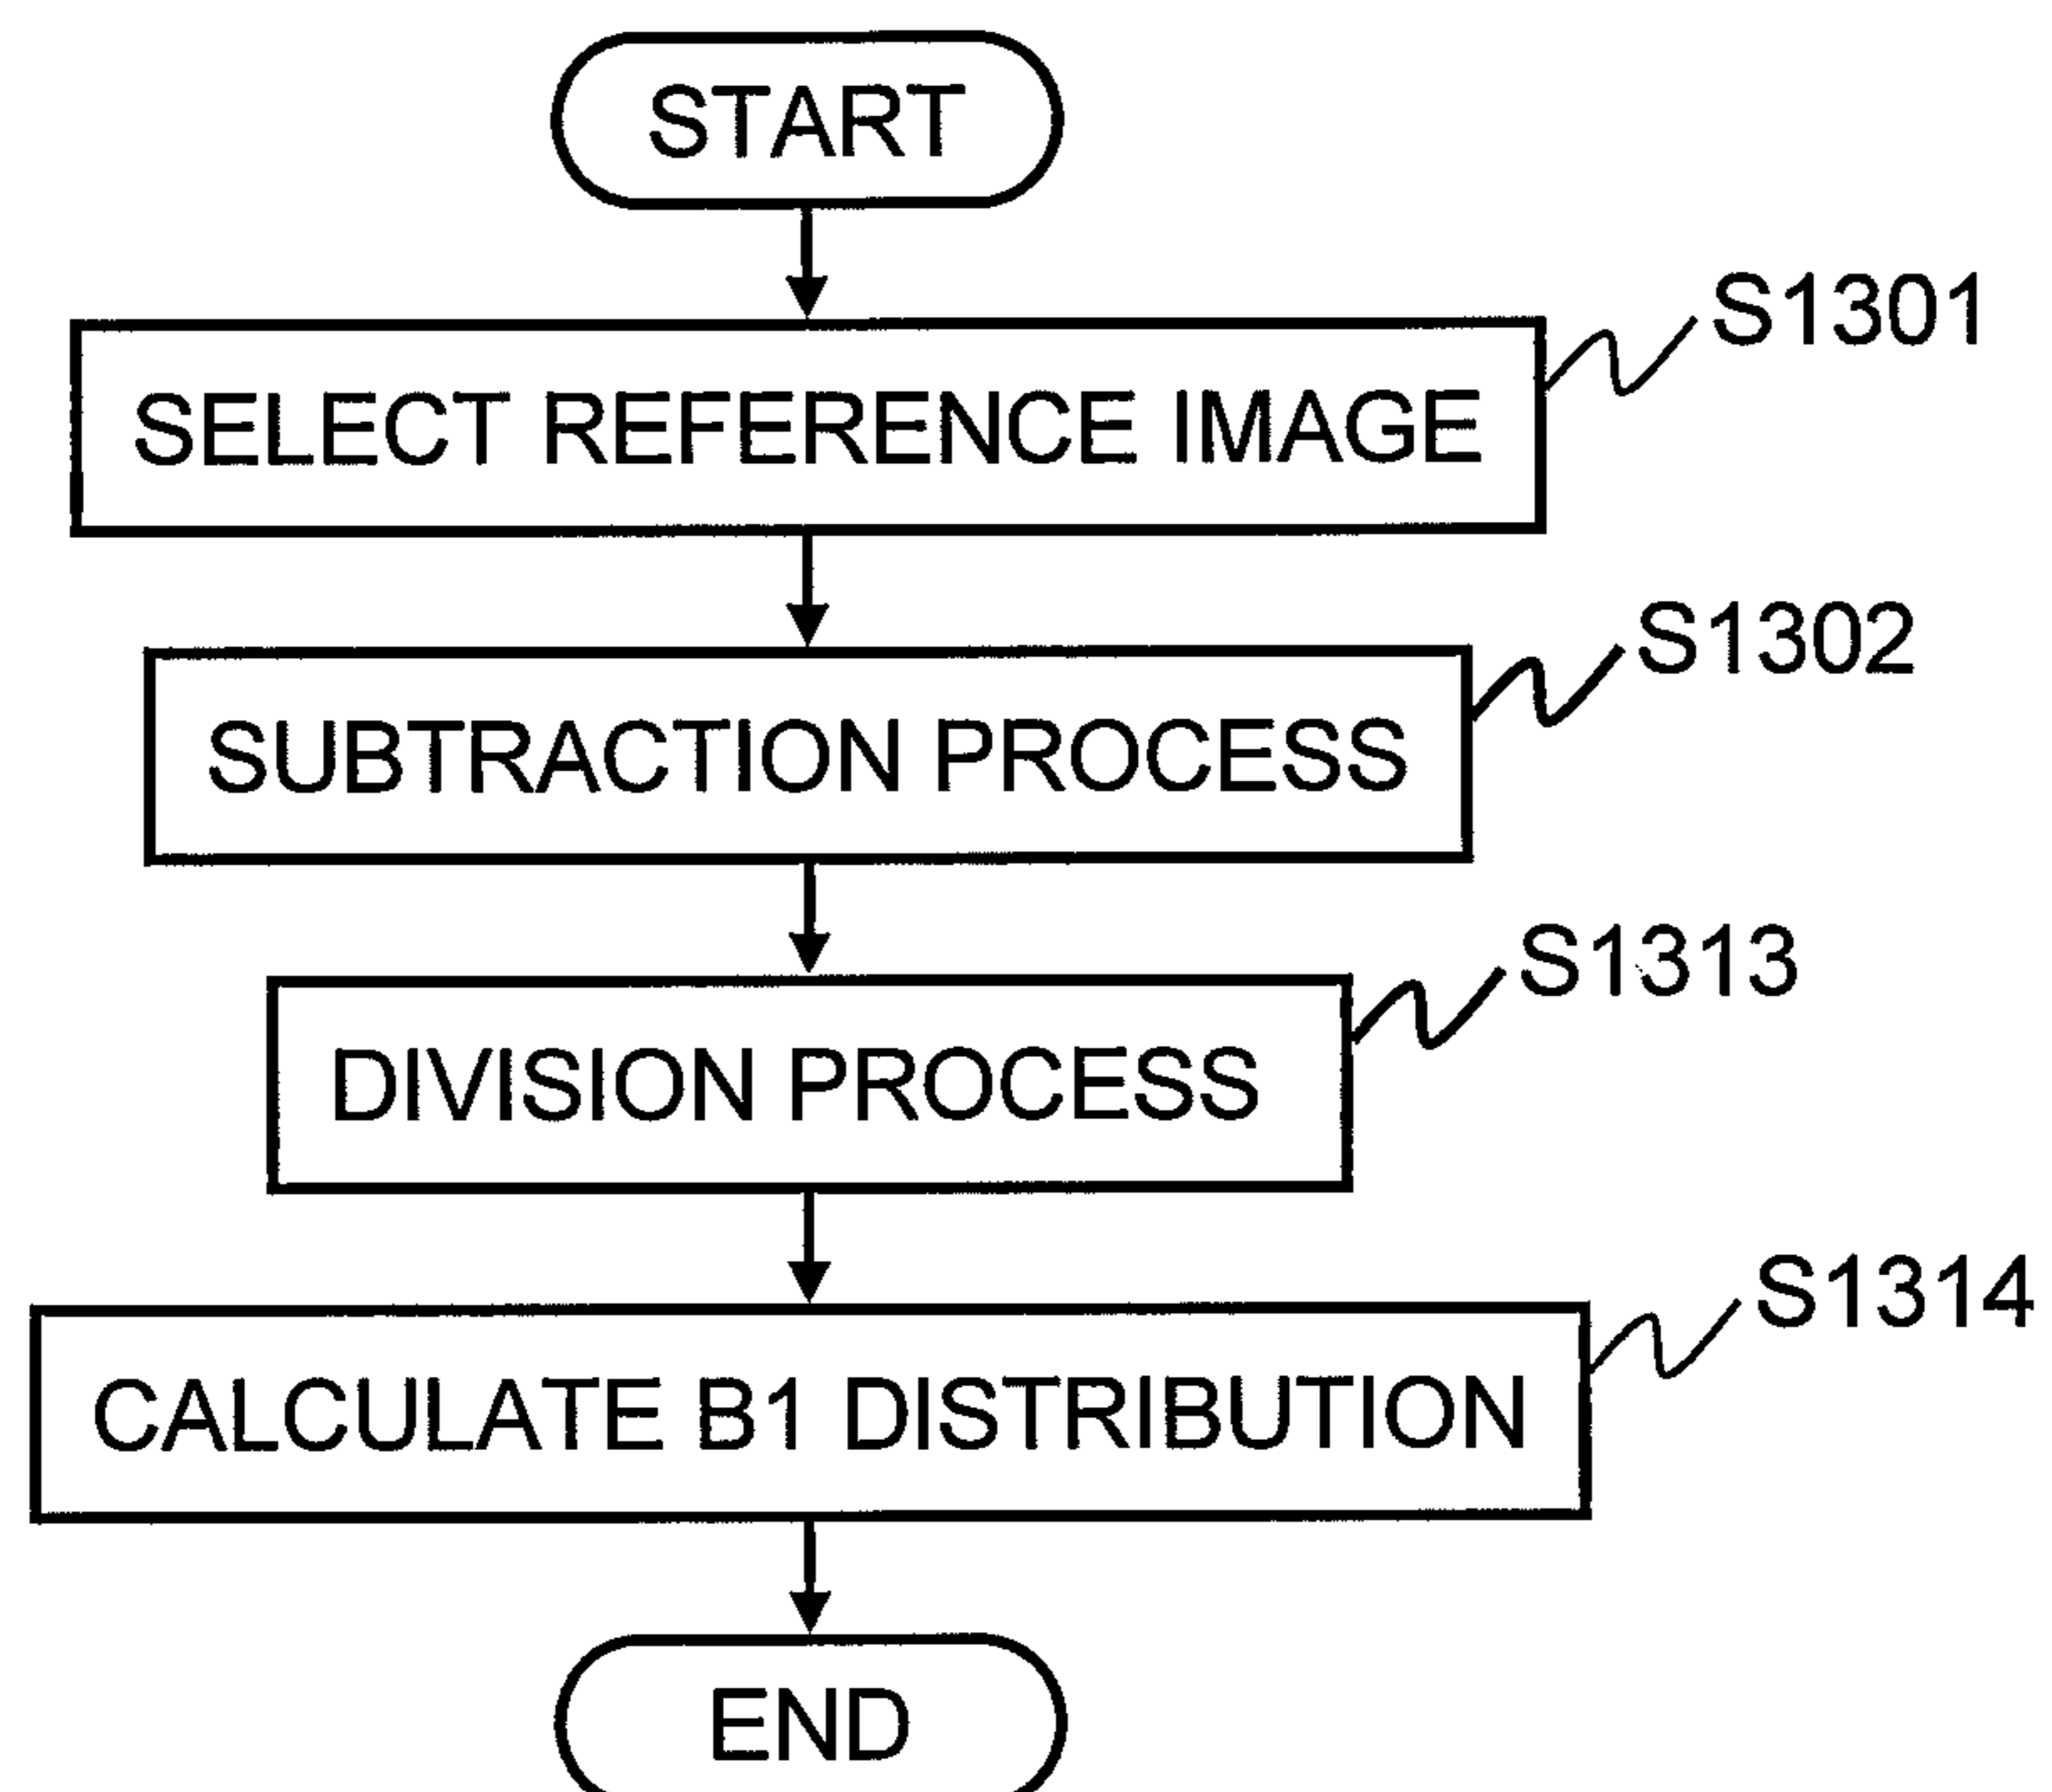 START
S1301
SELECT REFERENCE IMAGE
S1302
SUBTRACTION PROCESS
S1313
DIVISION PROCESS
S1314
CALCULATE B1 DISTRIBUTION
END